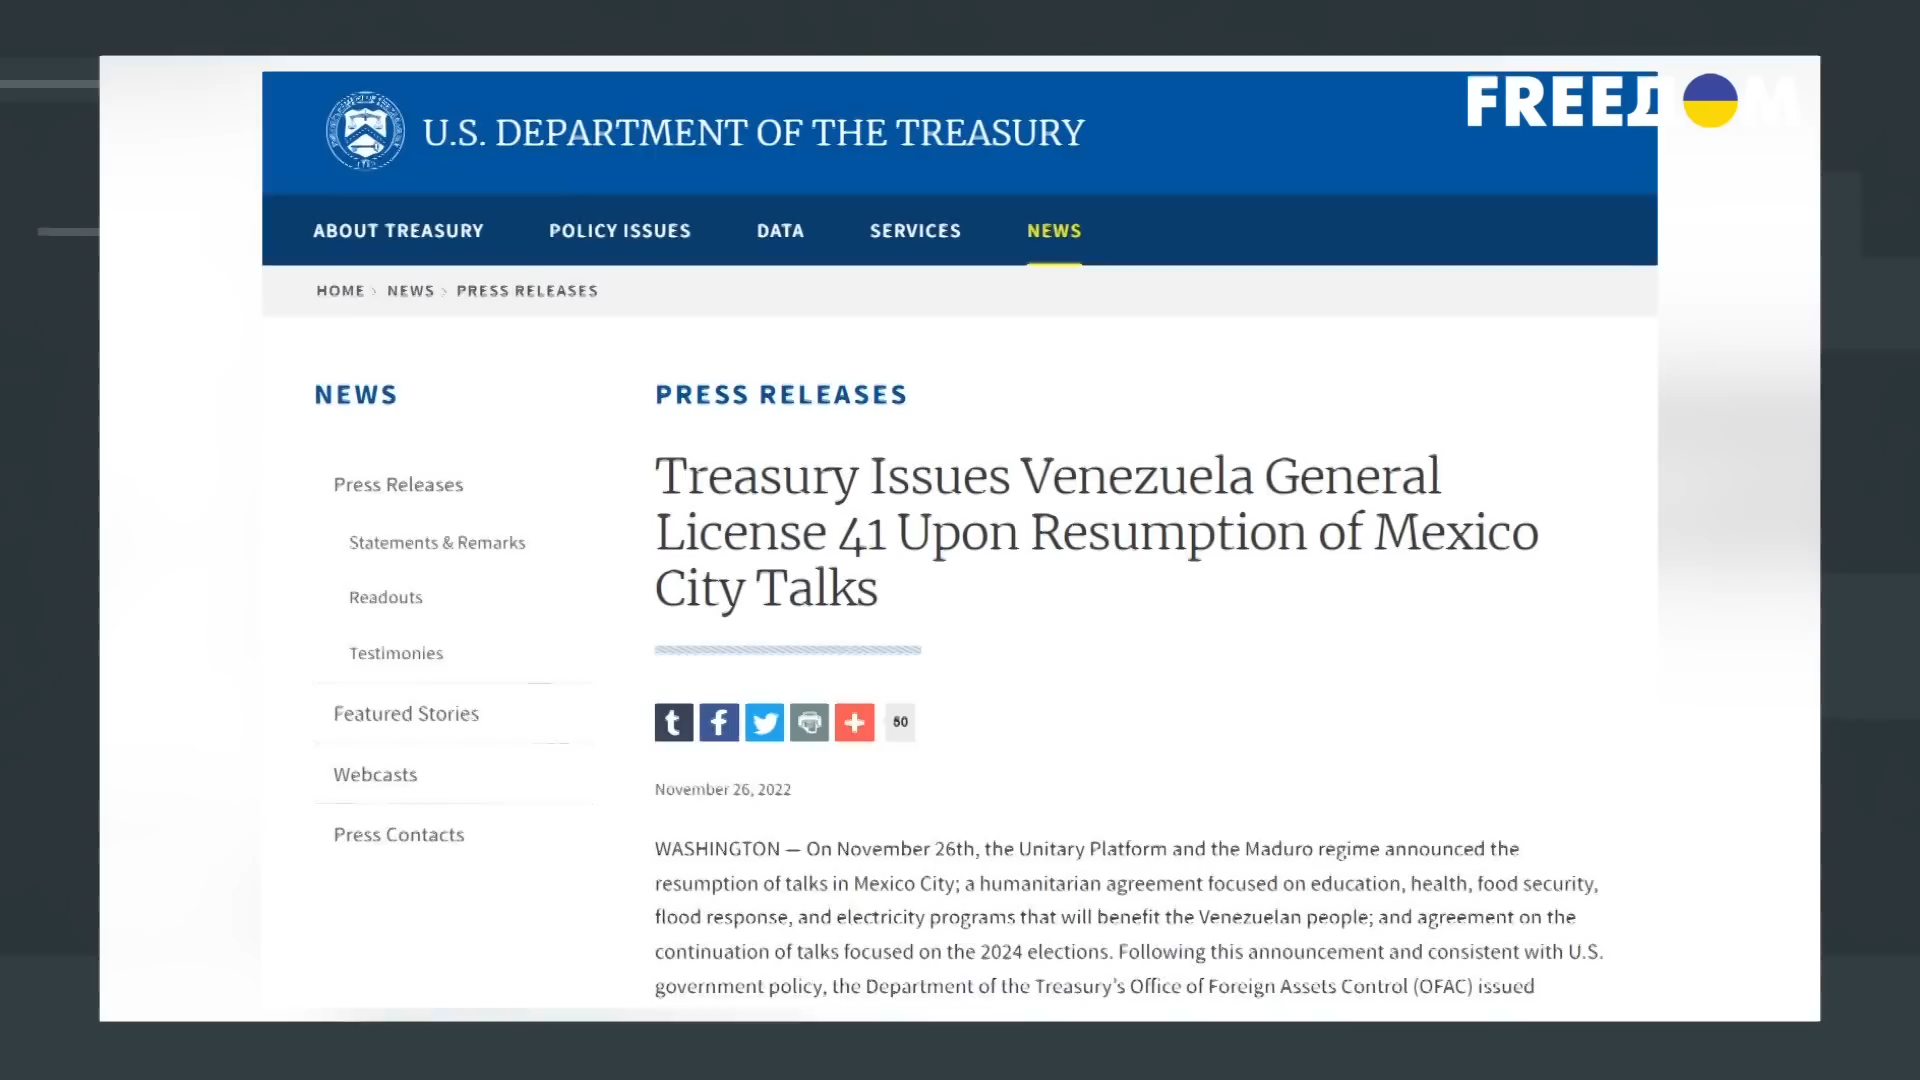 FREEДOM
U.S. DEPARTMENT OF THE TREASURY
ABOUT TREASURY
POLICY ISSUES
DATA
SERVICES
NEWS
HOME › NEWS › PRESS RELEASES
NEWS
Press Releases
Statements & Remarks
Readouts
Testimonies
Featured Stories
Webcasts
Press Contacts
PRESS RELEASES
Treasury Issues Venezuela General
License 41 Upon Resumption of Mexico
City Talks
50
November 26, 2022
WASHINGTON — On November 26th, the Unitary Platform and the Maduro regime announced the
resumption of talks in Mexico City; a humanitarian agreement focused on education, health, food security,
flood response, and electricity programs that will benefit the Venezuelan people; and agreement on the
continuation of talks focused on the 2024 elections. Following this announcement and consistent with U.S.
government policy, the Department of the Treasury’s Office of Foreign Assets Control (OFAC) issued